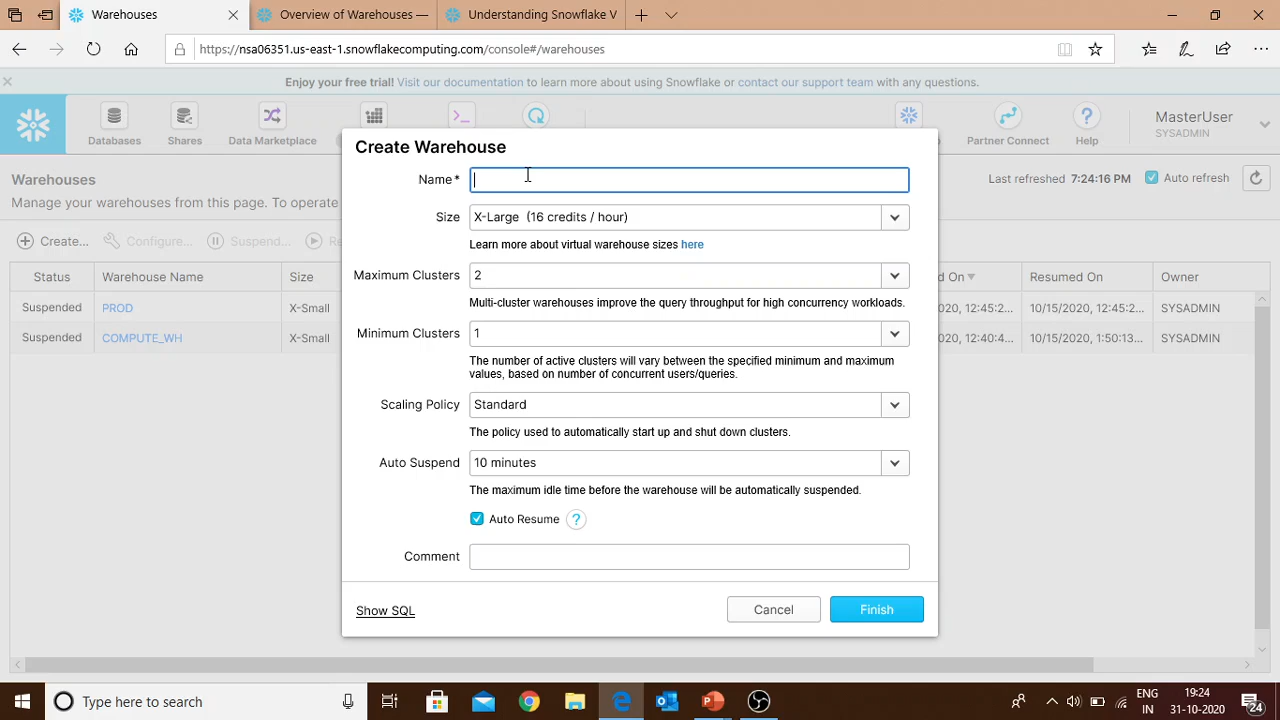 Warehouses
Overview of Warehouses —
Understanding Snowflake V
https://nsa06351.us-east-1.snowflakecomputing.com/console#/warehouses
Enjoy your free trial! Visit our documentation to learn more about using Snowflake or contact our support team with any questions.
Databases
Shares
Data Marketplace
Partner Connect
Help
MasterUser
SYSADMIN
Warehouses
Last refreshed 7:24:16 PM
Auto refresh
Manage your warehouses from this page.
Create...
Configure...
Suspend...
Status
Warehouse Name
Size
On
Resumed On
Owner
Suspended
PROD
X-Small
020, 12:45:2...
10/15/2020, 12:45:2...
SYSADMIN
Suspended
COMPUTE_WH
X-Small
020, 12:40:4...
10/15/2020, 1:50:13...
SYSADMIN
Create Warehouse
Name *
Size
X-Large (16 credits / hour)
Learn more about virtual warehouse sizes here
Maximum Clusters
2
Multi-cluster warehouses improve the query throughput for high concurrency workloads.
Minimum Clusters
1
The number of active clusters will vary between the specified minimum and maximum
values, based on number of concurrent users/queries.
Scaling Policy
Standard
The policy used to automatically start up and shut down clusters.
Auto Suspend
10 minutes
The maximum idle time before the warehouse will be automatically suspended.
Auto Resume
?
Comment
Show SQL
Cancel
Finish
Type here to search
ENG
IN
19:24
31-10-2020
24